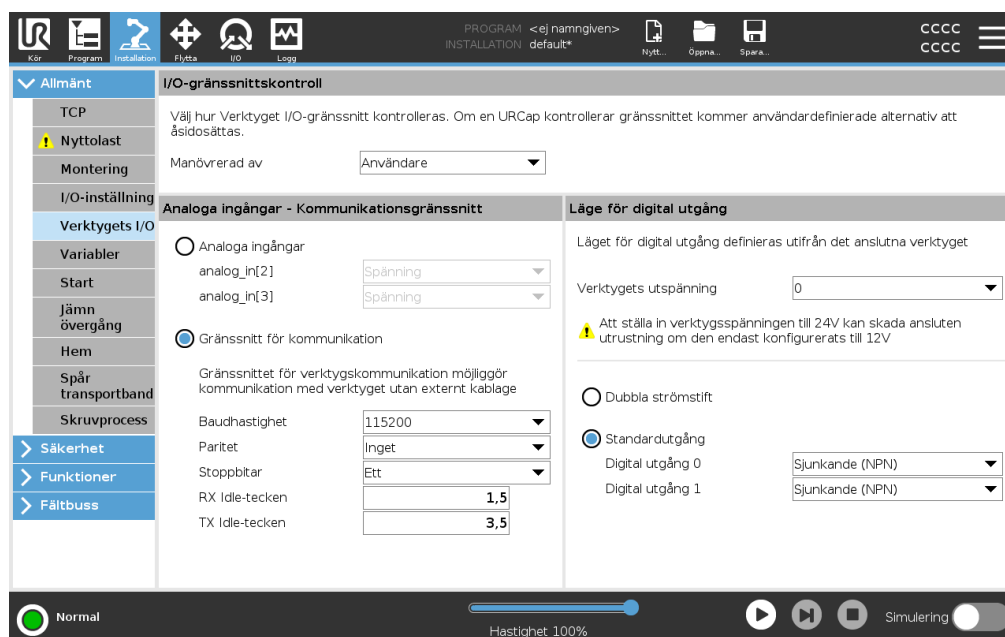 UR
Kör
Program
Installation
Flytta
I/O
Logg
PROGRAM <ej namngiven>
INSTALLATION default*
Nytt...
Öppna...
Spara...
CCCC
CCCC
Allmänt
TCP
Nyttolast
Montering
I/O-inställning
Verktygets I/O
Variabler
Start
Jämn
övergång
Hem
Spår
transportband
Skruvprocess
Säkerhet
Funktioner
Fältbuss
I/O-gränssnittskontroll
Välj hur Verktyget I/O-gränssnitt kontrolleras. Om en URCap kontrollerar gränssnittet kommer användardefinierade alternativ att
åsidosättas.
Manövrerad av Användare
Analoga ingångar - Kommunikationsgränssnitt
Analoga ingångar
analog_in[2] Spänning
analog_in[3] Spänning
Gränssnitt för kommunikation
Gränssnittet för verktygskommunikation möjliggör
kommunikation med verktyget utan externt kablage
Baudhastighet 115200
Paritet Inget
Stoppbitar Ett
RX Idle-tecken 1,5
TX Idle-tecken 3,5
Läge för digital utgång
Läget för digital utgång definieras utifrån det anslutna verktyget
Verktygets utspänning 0
Att ställa in verktygsspänningen till 24V kan skada ansluten
utrustning om den endast konfigurerats till 12V
Dubbla strömstift
Standardutgång
Digital utgång 0 Sjunkande (NPN)
Digital utgång 1 Sjunkande (NPN)
Normal
Hastighet 100%
Simulering